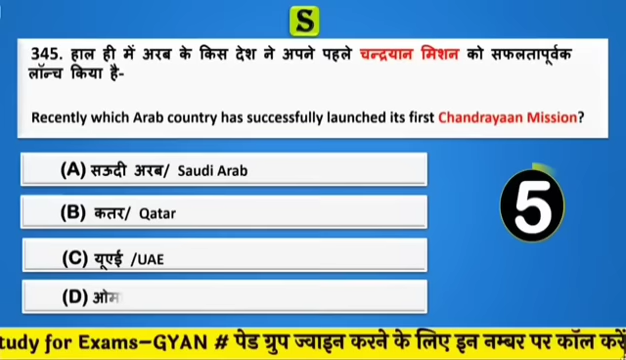 S
345. हाल ही में अरब के किस देश ने अपने पहले चन्द्रयान मिशन को सफलतापूर्वक
लॉन्च किया है-
Recently which Arab country has successfully launched its first Chandrayaan Mission?
(A) सऊदी अरब/ Saudi Arab
(B) कतर/ Qatar
5
(C) यूएई /UAE
(D) ओम
tudy for Exams-GYAN # पेड ग्रुप ज्वाइन करने के लिए इन नम्बर पर कॉल करें